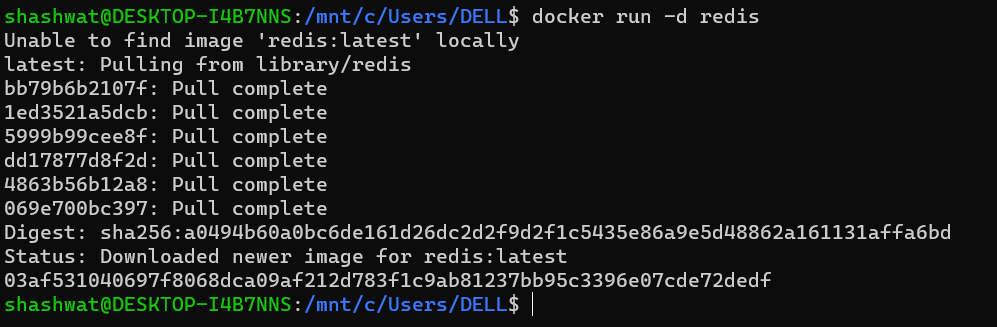 shashwat@DESKTOP-I4B7NNS:/mnt/c/Users/DELL$ docker run -d redis
Unable to find image 'redis:latest' locally
latest: Pulling from library/redis
bb79b6b2107f: Pull complete
1ed3521a5dcb: Pull complete
5999b99cee8f: Pull complete
dd17877d8f2d: Pull complete
4863b56b12a8: Pull complete
069e700bc397: Pull complete
Digest: sha256:a0494b60a0bc6de161d26dc2d2f9d2f1c5435e86a9e5d48862a161131affa6bd
Status: Downloaded newer image for redis:latest
03af531040697f8068dca09af212d783f1c9ab81237bb95c3396e07cde72dedf
shashwat@DESKTOP-I4B7NNS:/mnt/c/Users/DELL$